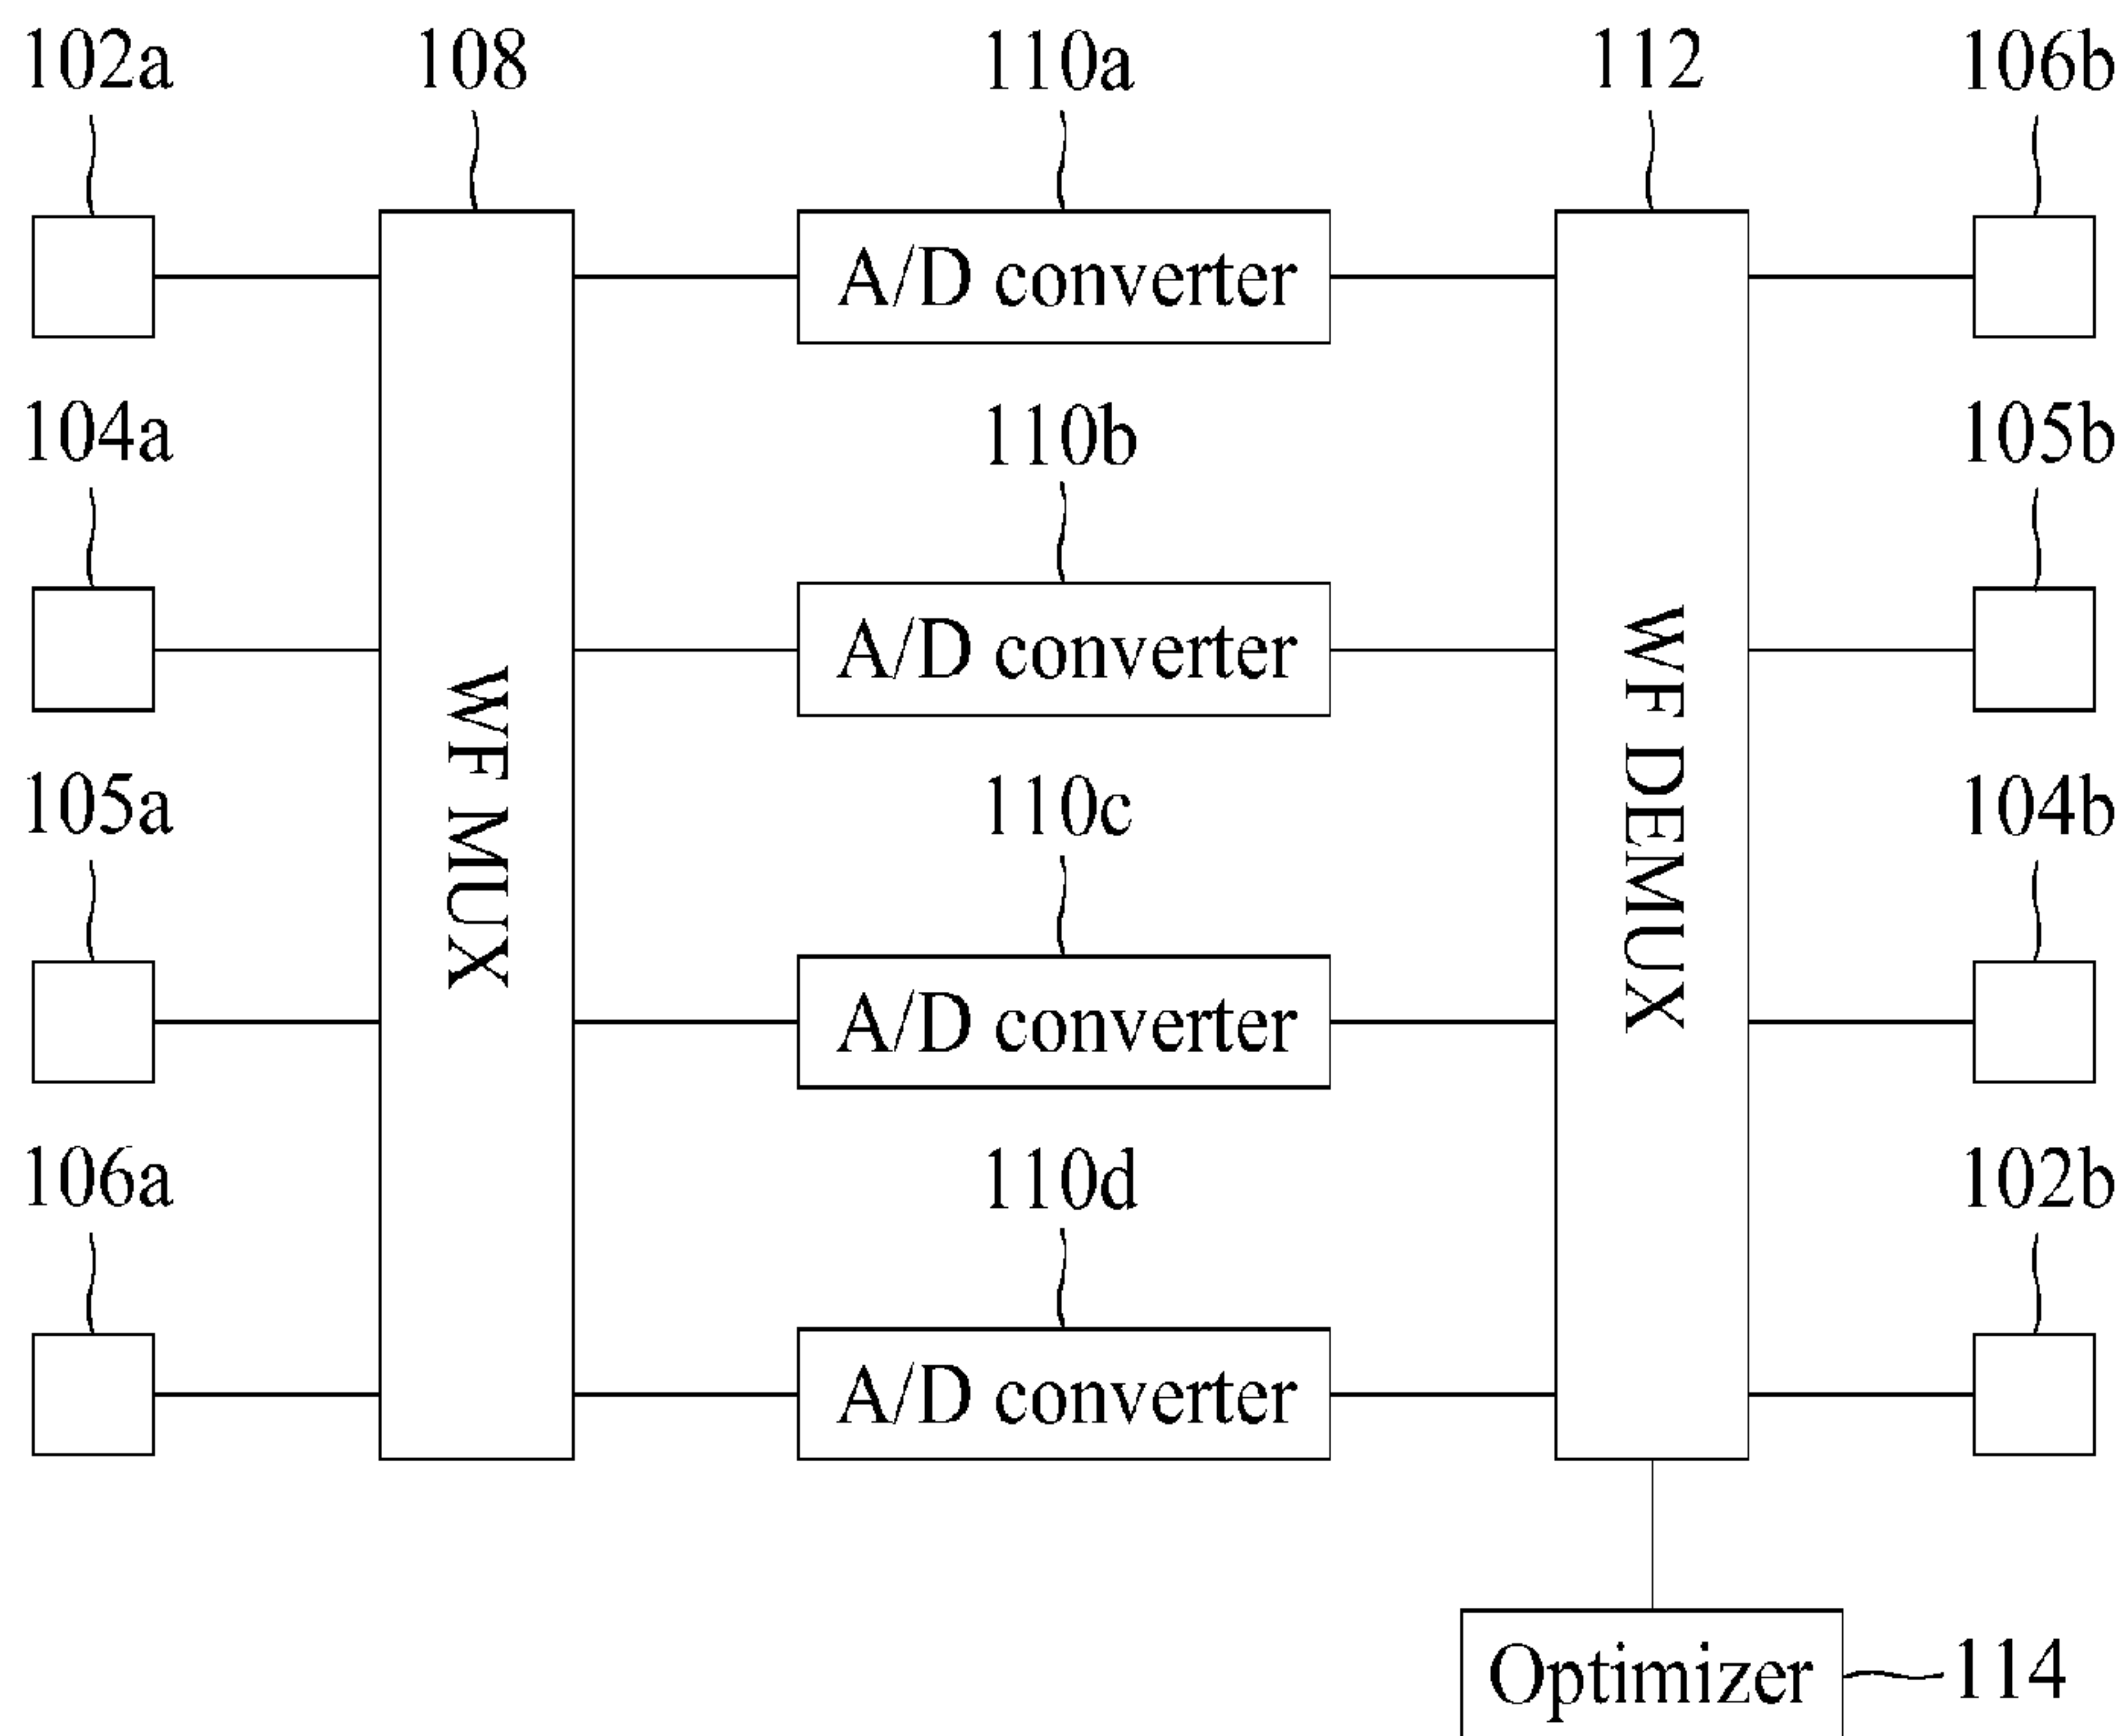 102a 108 110a 112 106b
A/D converter
104a 110b 105b
A/D converter
WF MUX
WF DEMUX
105a 110c 104b
A/D converter
106a 110d 102b
A/D converter
Optimizer 114